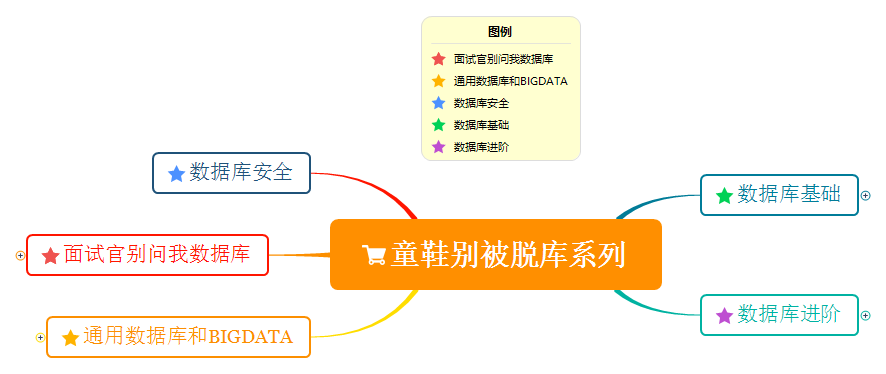 图例
面试官别问我数据库
通用数据库和BIGDATA
数据库安全
数据库基础
数据库进阶
数据库安全
数据库基础
面试官别问我数据库
童鞋别被脱库系列
通用数据库和BIGDATA
数据库进阶